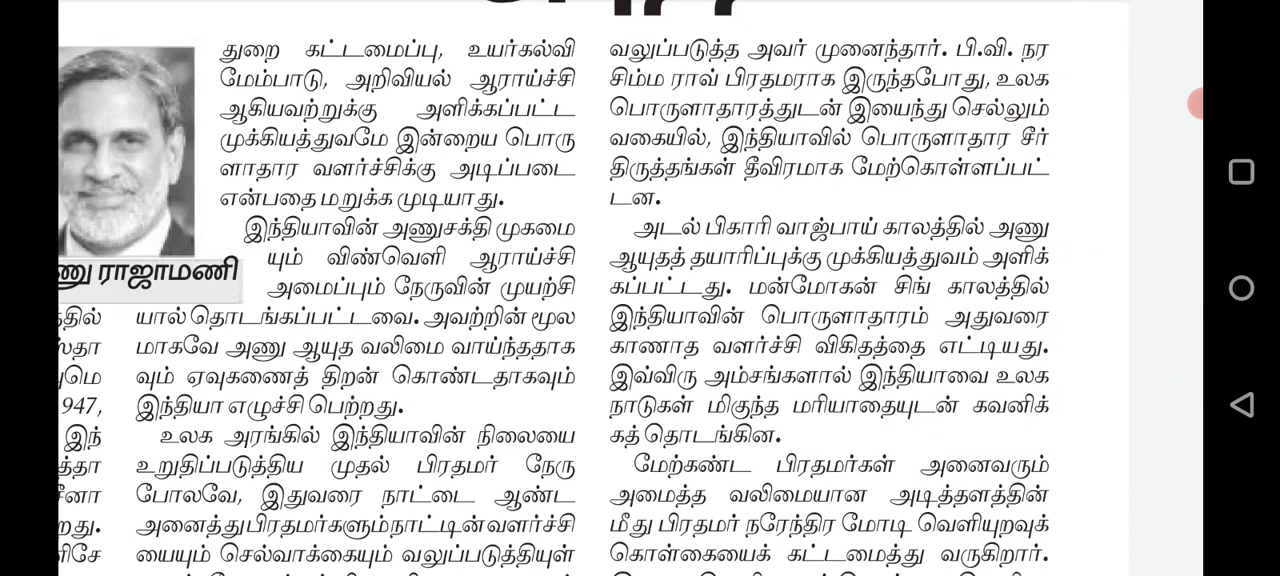 ராஜாமணி
947,
இந்
துறை கட்டமைப்பு, உயர்கல்வி
மேம்பாடு, அறிவியல் ஆராய்ச்சி
ஆகியவற்றுக்கு அளிக்கப்பட்ட
முக்கியத்துவமே இன்றைய பொரு
ளாதார வளர்ச்சிக்கு அடிப்படை
என்பதை மறுக்க முடியாது.
இந்தியாவின் அணுசக்தி முகமை
யும் விண்வெளி ஆராய்ச்சி
அமைப்பும் நேருவின் முயற்சி
யால் தொடங்கப்பட்டவை. அவற்றின் மூல
மாகவே அணு ஆயுத வலிமை வாய்ந்ததாக
வும் ஏவுகணைத் திறன் கொண்டதாகவும்
இந்தியா எழுச்சி பெற்றது.
உலக அரங்கில் இந்தியாவின் நிலையை
உறுதிப்படுத்திய முதல் பிரதமர் நேரு
போலவே, இதுவரை நாட்டை ஆண்ட
அனைத்துபிரதமர்களும்நாட்டின்வளர்ச்சி
யையும் செல்வாக்கையும் வலுப்படுத்தியுள்
வலுப்படுத்த அவர் முனைந்தார். பி.வி. நர
சிம்ம ராவ் பிரதமராக இருந்தபோது, உலக
பொருளாதாரத்துடன் இயைந்து செல்லும்
வகையில், இந்தியாவில் பொருளாதார சீர்
திருத்தங்கள் தீவிரமாக மேற்கொள்ளப்பட்
டன.
அடல் பிகாரி வாஜ்பாய் காலத்தில் அணு
ஆயுதத் தயாரிப்புக்கு முக்கியத்துவம் அளிக்
கப்பட்டது. மன்மோகன் சிங் காலத்தில்
இந்தியாவின் பொருளாதாரம் அதுவரை
காணாத வளர்ச்சி விகிதத்தை எட்டியது.
இவ்விரு அம்சங்களால் இந்தியாவை உலக
நாடுகள் மிகுந்த மரியாதையுடன் கவனிக்
கத் தொடங்கின.
மேற்கண்ட பிரதமர்கள் அனைவரும்
அமைத்த வலிமையான அடித்தளத்தின்
மீது பிரதமர் நரேந்திர மோடி வெளியுறவுக்
கொள்கையைக் கட்டமைத்து வருகிறார்.